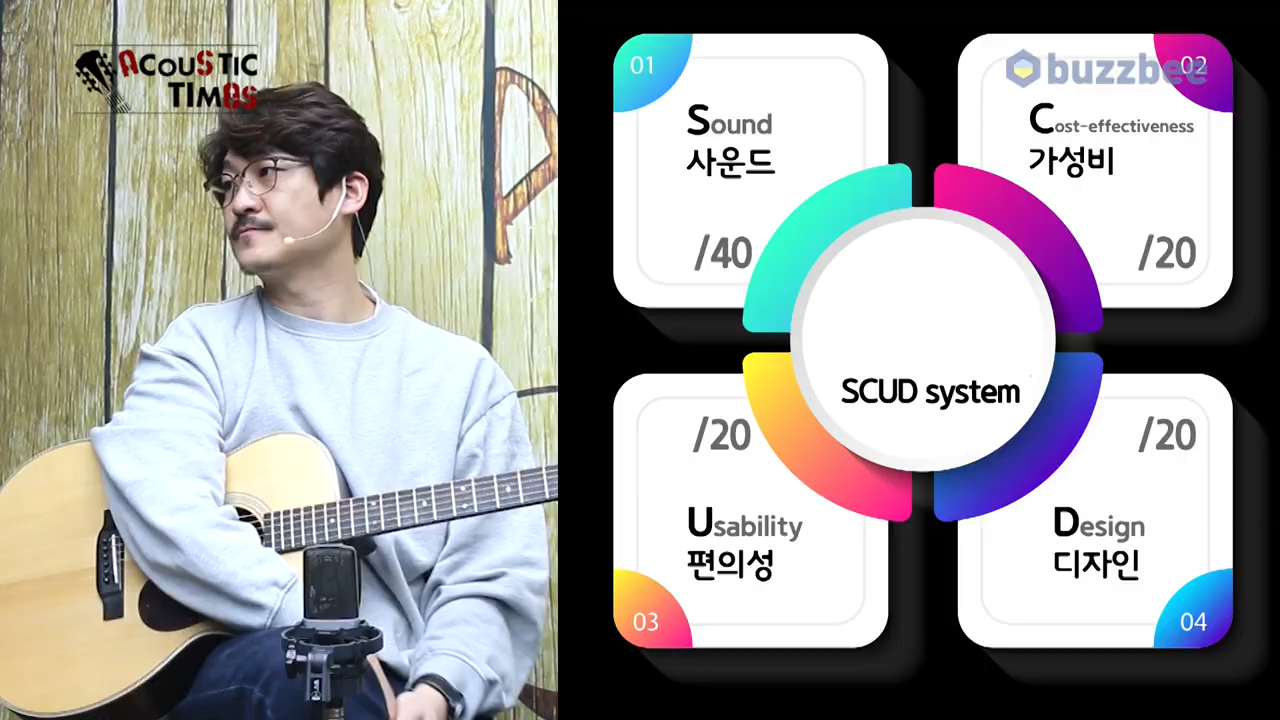 ACOUSTIC
TIMES
buzzbee
01
Sound
사운드
/40
02
Cost-effectiveness
가성비
/20
SCUD system
/20
Usability
편의성
03
/20
Design
디자인
04